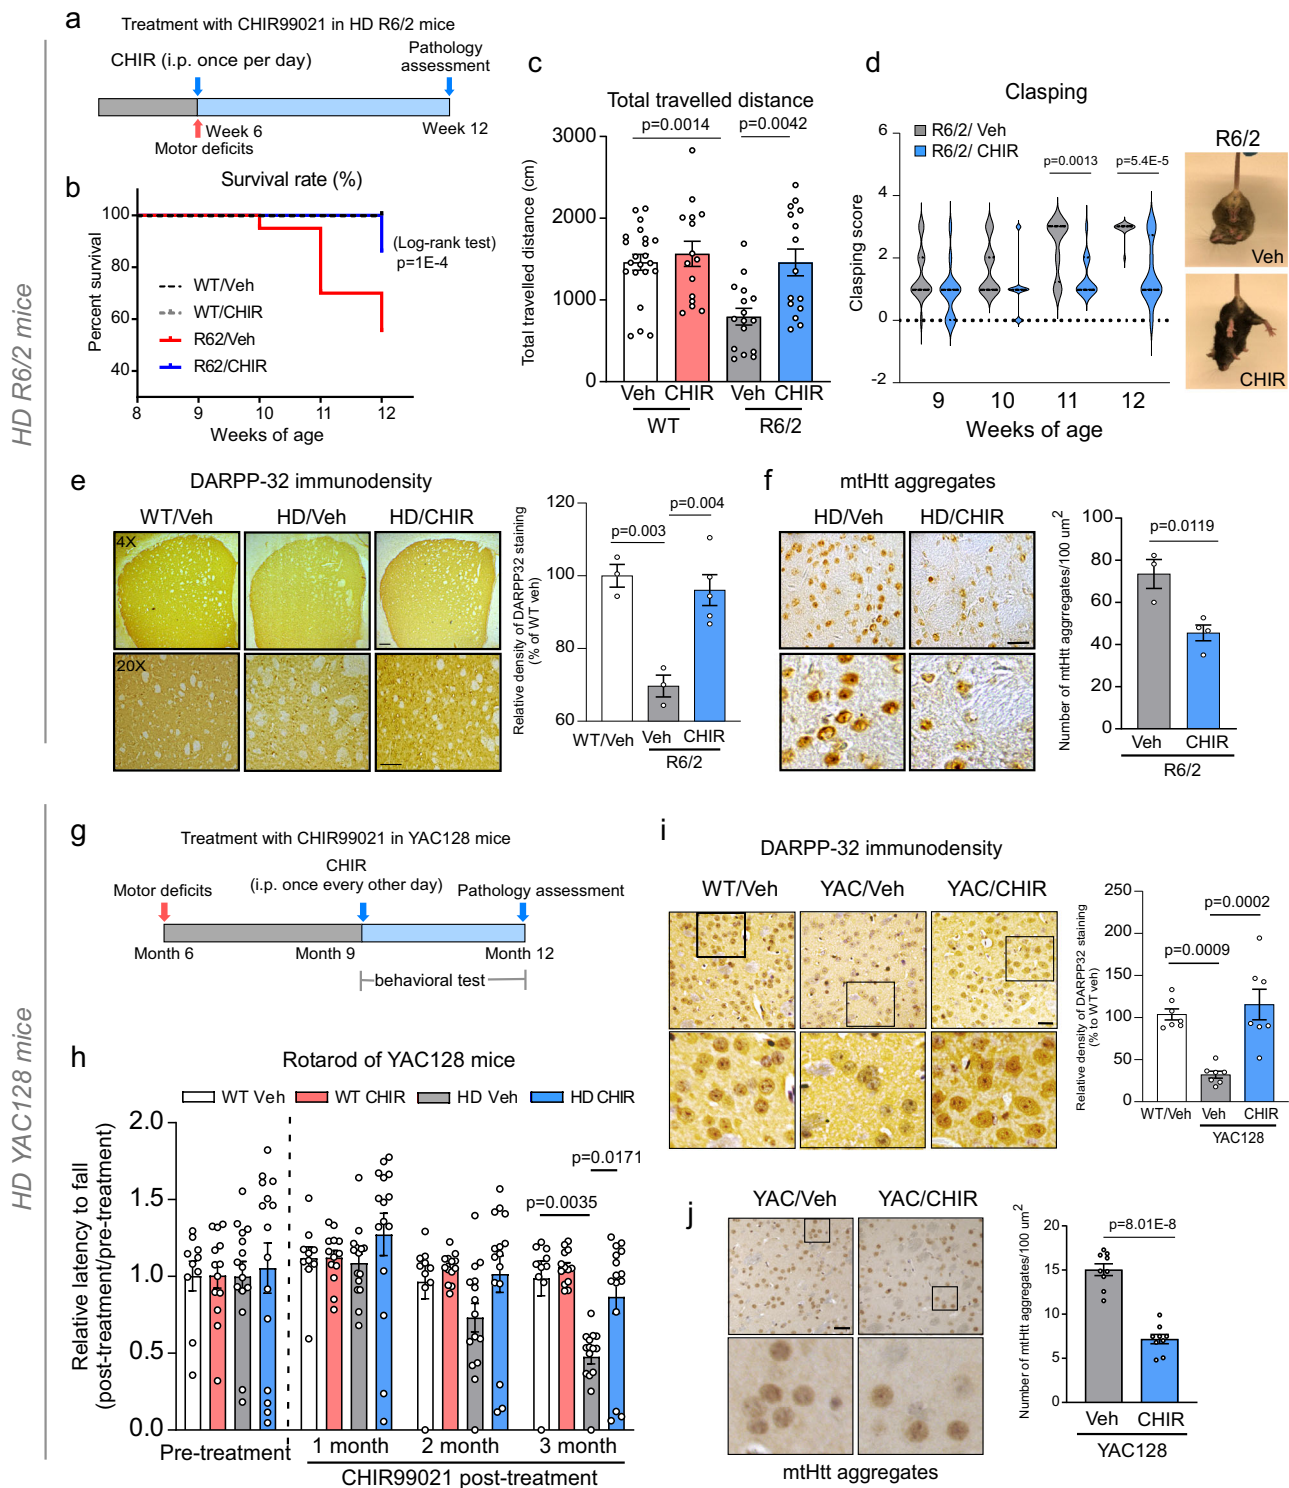 HD R6/2 mice
a
Treatment with CHIR99021 in HD R6/2 mice
CHIR (i.p. once per day)
Pathology
assessment
Week 6
Week 12
Motor deficits
b
Survival rate (%)
Percent survival
100
80
60
40
(Log-rank test)
p=1E-4
WT/Veh
WT/CHIR
R62/Veh
R62/CHIR
8 9 10 11 12
Weeks of age
c
Total travelled distance
p=0.0014 p=0.0042
Total travelled distance (cm)
3000
2000
1000
0
Veh CHIR Veh CHIR
WT R6/2
d
Clasping
R6/2/ Veh
R6/2/ CHIR
p=0.0013 p=5.4E-5
Clasping score
6
4
2
0
-2
9 10 11 12
Weeks of age
R6/2
Veh
CHIR
e
DARPP-32 immunodensity
WT/Veh HD/Veh HD/CHIR
4X
20X
Relative density of DARPP32 staining
(% of WT veh)
120
100
80
60
p=0.004
p=0.003
WT/Veh Veh CHIR
R6/2
f
mtHtt aggregates
HD/Veh HD/CHIR
Number of mtHtt aggrregates/100 um²
100
80
60
40
20
0
p=0.0119
Veh CHIR
R6/2
HD YAC128 mice
g
Treatment with CHIR99021 in YAC128 mice
CHIR
Motor deficits (i.p. once every other day) Pathology assessment
Month 6 Month 9 Month 12
behavioral test
h
Rotarod of YAC128 mice
WT Veh WT CHIR HD Veh HD CHIR
Relative latency to fall
(post-treatment/pre-treatment)
2.0
1.5
1.0
0.5
0.0
p=0.0171
p=0.0035
Pre-treatment 1 month 2 month 3 month
CHIR99021 post-treatment
i
DARPP-32 immunodensity
WT/Veh YAC/Veh YAC/CHIR
Relative density of DARPP32 staining
(% to WT veh)
250
200
150
100
50
0
p=0.0002
p=0.0009
WT/Veh Veh CHIR
YAC128
j
YAC/Veh YAC/CHIR
mtHtt aggregates
Number of mtHtt aggregates/100 um²
20
15
10
5
0
p=8.01E-8
Veh CHIR
YAC128